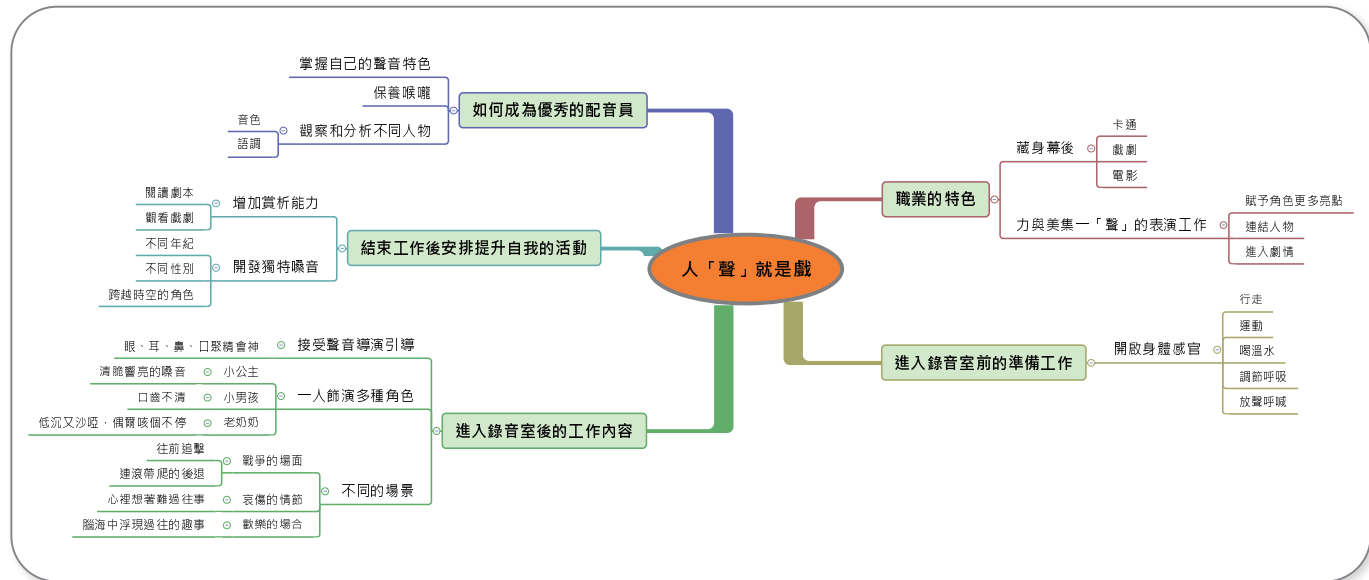 人「聲」就是戲
職業的特色
藏身幕後
卡通
戲劇
電影
力與美集一「聲」的表演工作
賦予角色更多亮點
連結人物
進入劇情
進入錄音室前的準備工作
開啟身體感官
行走
運動
喝溫水
調節呼吸
放聲呼喊
進入錄音室後的工作內容
接受聲音導演引導
眼、耳、鼻、口聚精會神
一人飾演多種角色
小公主
清脆響亮的嗓音
小男孩
口齒不清
老奶奶
低沉又沙啞，偶爾咳個不停
不同的場景
戰爭的場面
往前追擊
連滾帶爬的後退
哀傷的情節
心裡想著難過往事
歡樂的場合
腦海中浮現過往的趣事
結束工作後安排提升自我的活動
增加賞析能力
閱讀劇本
觀看戲劇
開發獨特嗓音
不同年紀
不同性別
跨越時空的角色
如何成為優秀的配音員
掌握自己的聲音特色
保養喉嚨
觀察和分析不同人物
音色
語調